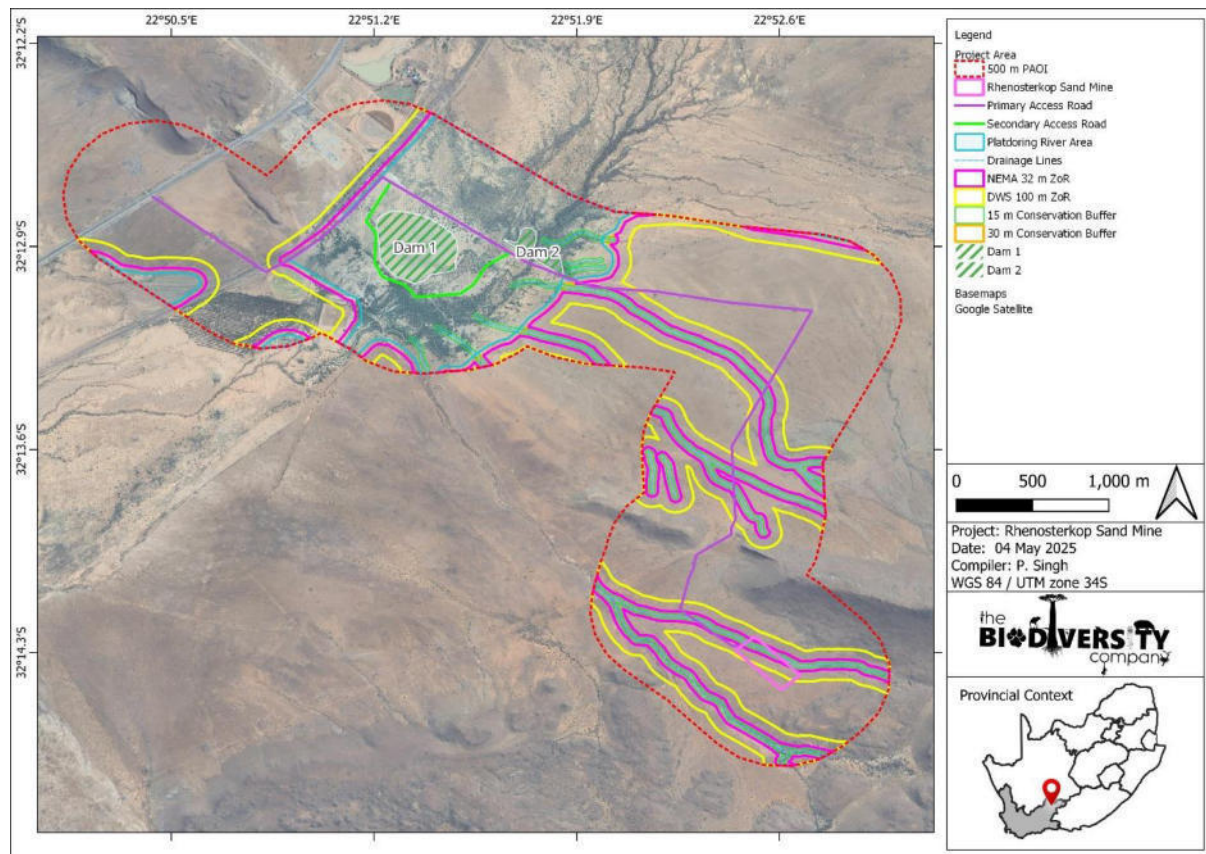 22°50.5'E 22°51.2'E 22°51.9'E 22°52.6'E
32°12.2'S
32°12.9'S
32°13.6'S
32°14.3'S
Dam 1
Dam 2
Legend
Project Area
500 m PAOI
Rhenosterkop Sand Mine
Primary Access Road
Secondary Access Road
Platdoring River Area
Drainage Lines
NEMA 32 m ZoR
DWS 100 m ZoR
15 m Conservation Buffer
30 m Conservation Buffer
Dam 1
Dam 2
Basemaps
Google Satellite
0 500 1,000 m
Project: Rhenosterkop Sand Mine
Date: 04 May 2025
Compiler: P. Singh
WGS 84 / UTM zone 34S
the
BIODIVERSITY
company
Provincial Context